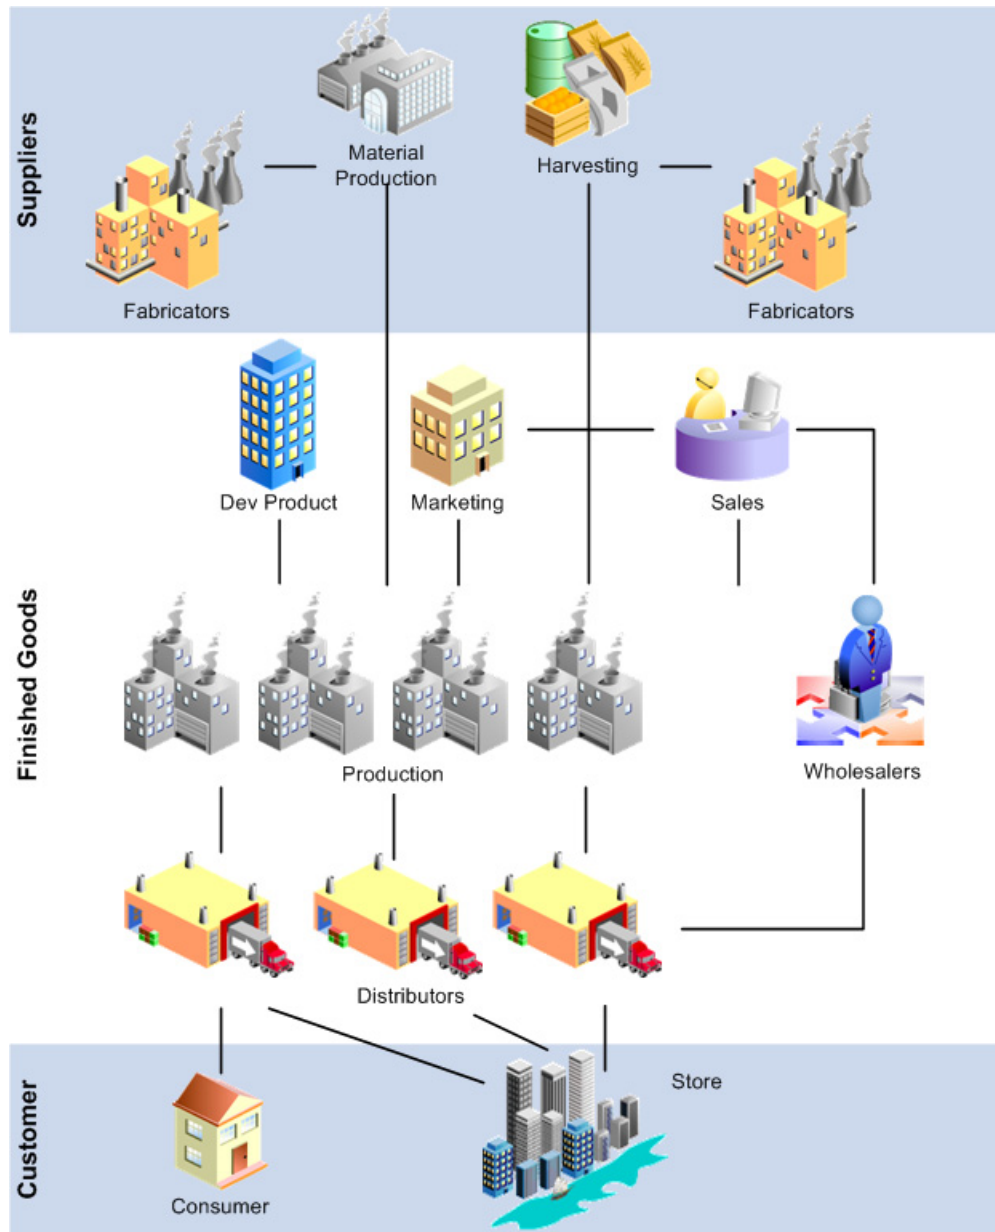 Suppliers
Material
Production
Harvesting
Fabricators
Fabricators
Finished Goods
Dev Product
Marketing
Sales
Production
Wholesalers
Distributors
Customer
Store
Consumer